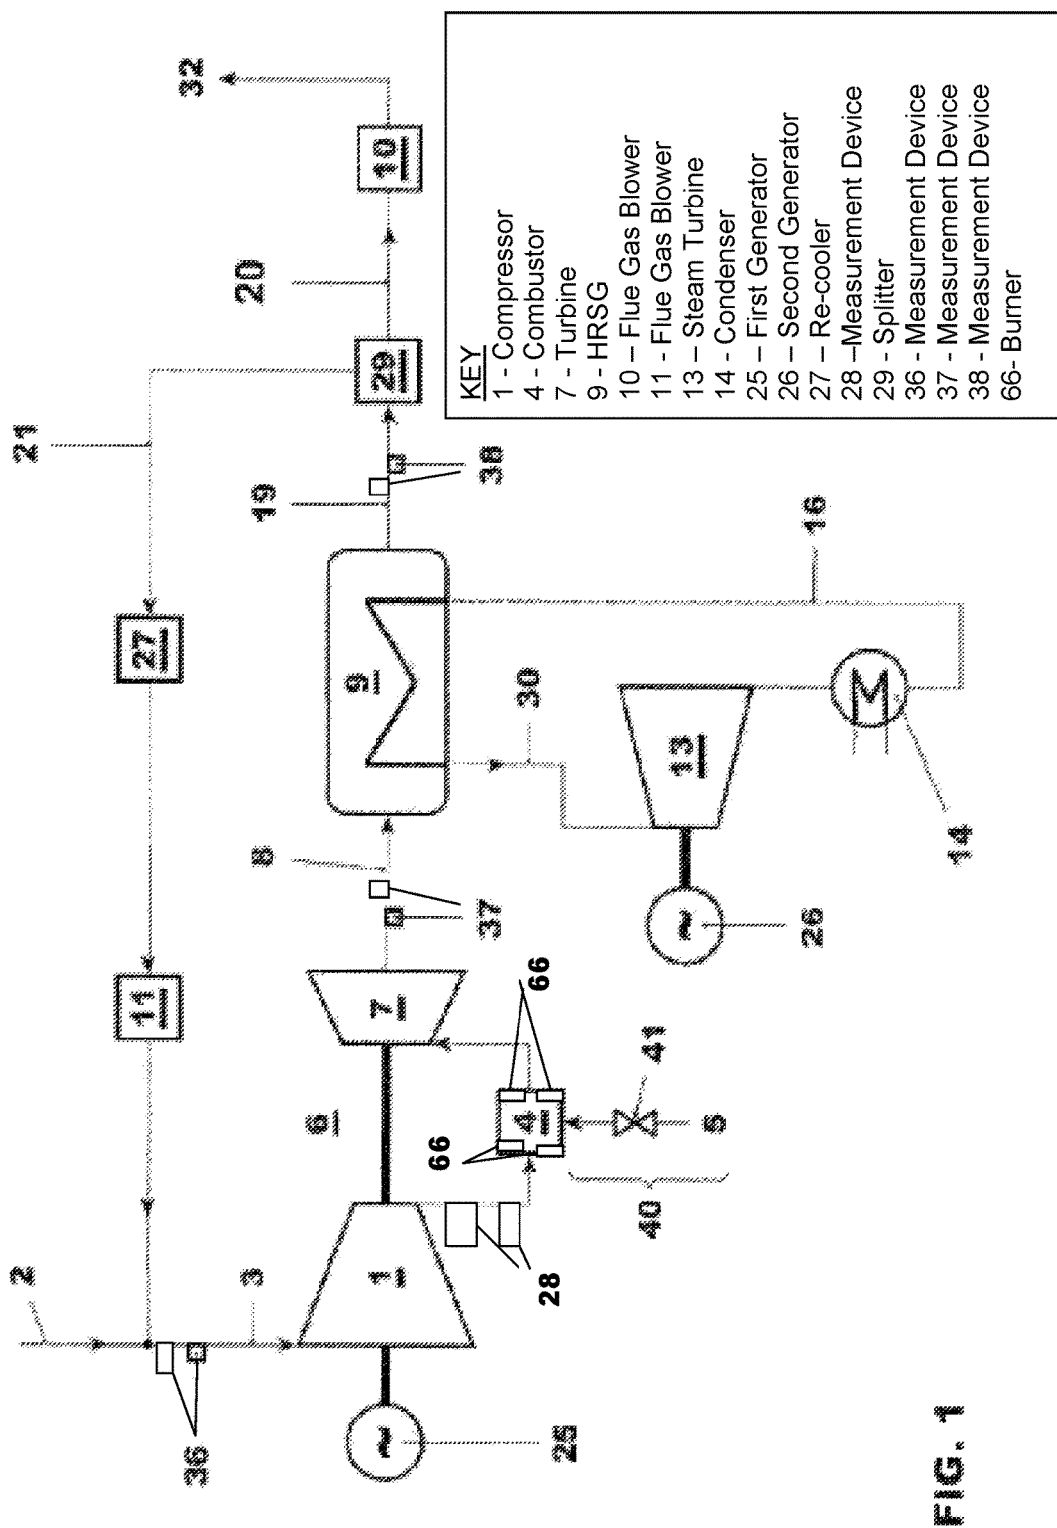 2
36
3
25
11
27
21
1
6
7
8
37
9
19
38
29
20
10
32
28
66
4
66
40
5
41
30
26
13
14
16
KEY
1 - Compressor
4 - Combustor
7 - Turbine
9 - HRSG
10 – Flue Gas Blower
11 - Flue Gas Blower
13 – Steam Turbine
14 - Condenser
25 – First Generator
26 – Second Generator
27 – Re-cooler
28 –Measurement Device
29 - Splitter
36 - Measurement Device
37 - Measurement Device
38 - Measurement Device
66- Burner
FIG. 1